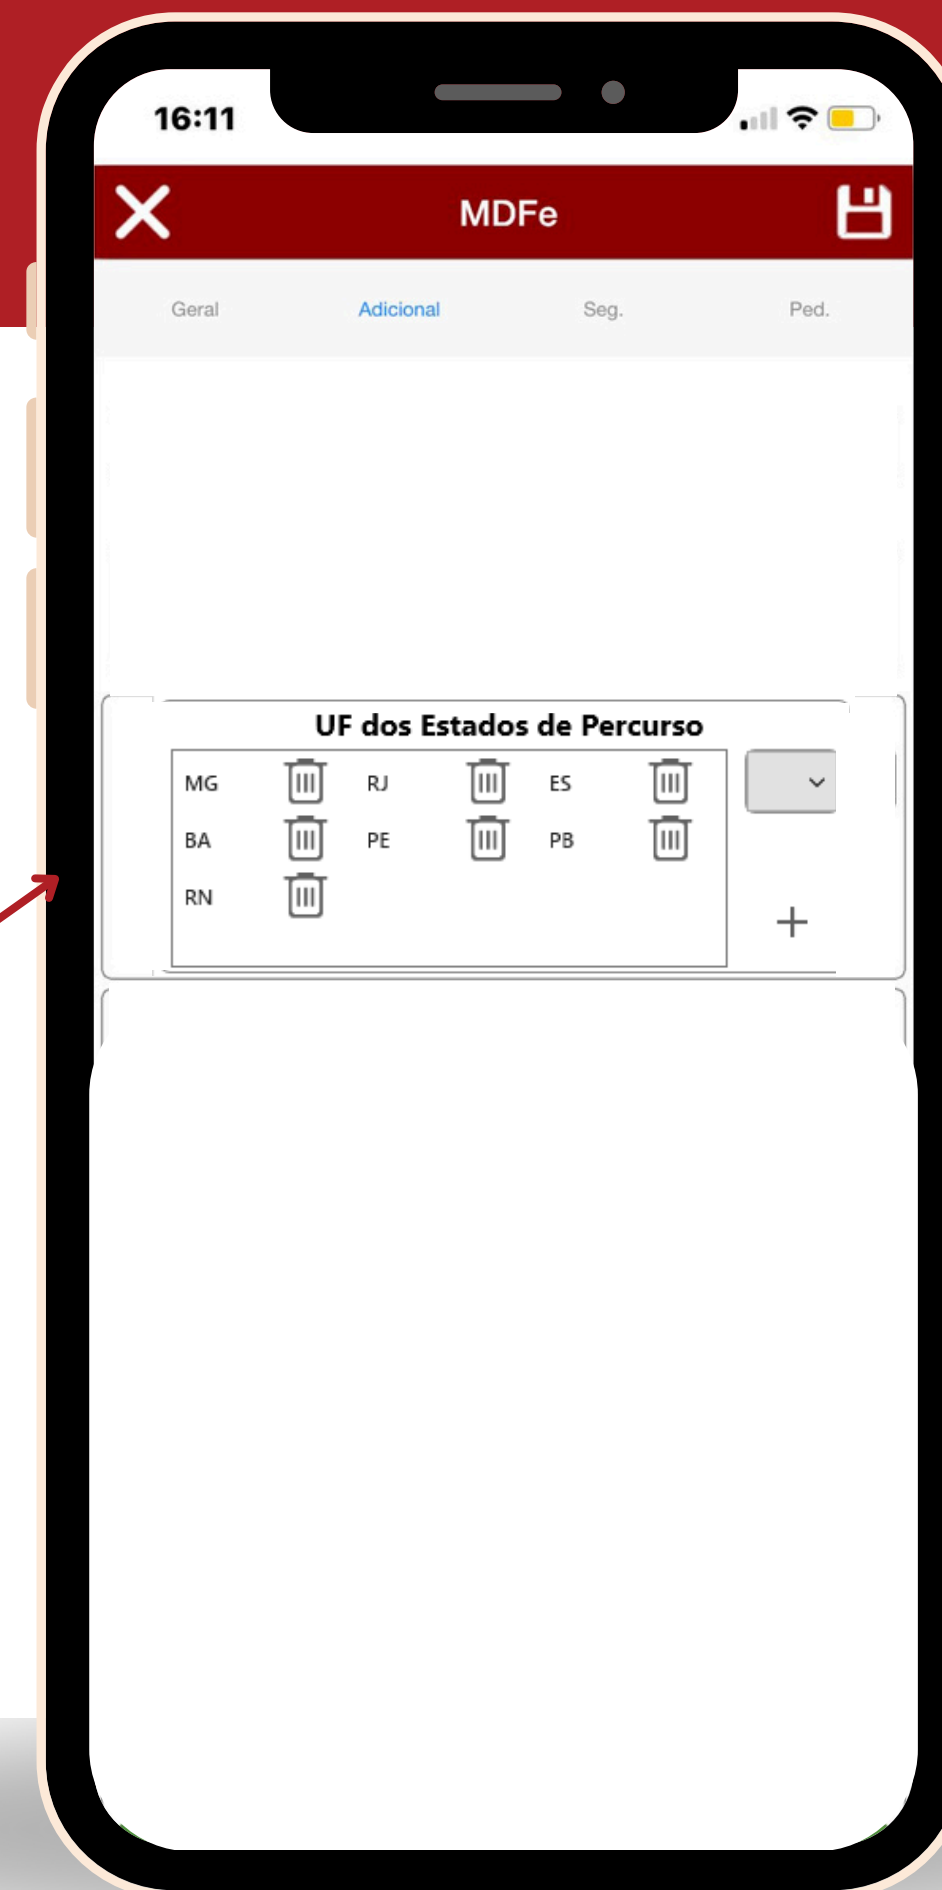 16:11
MDFe
Geral Adicional Seg. Ped.
UF dos Estados de Percurso
MG RJ ES
BA PE PB
RN